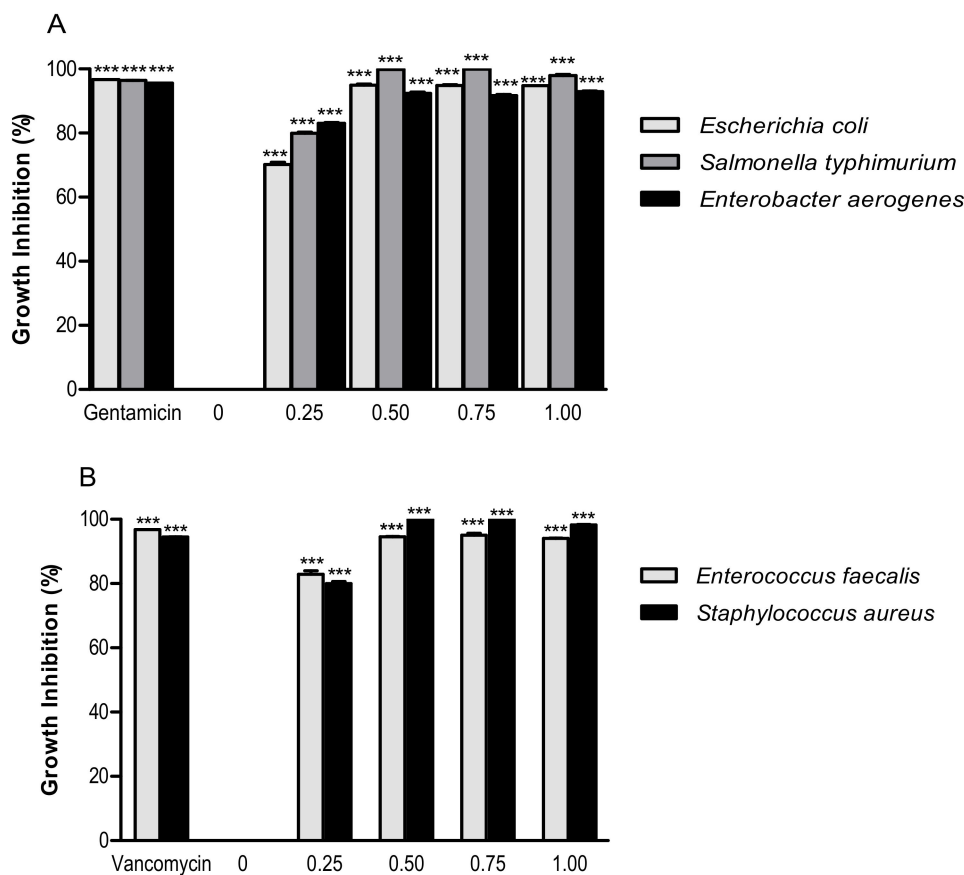 A
*** *** *** *** *** *** *** *** *** *** *** *** *** *** ***
100
80
60
40
20
0
Growth Inhibition (%)
Gentamicin 0 0.25 0.50 0.75 1.00
Escherichia coli
Salmonella typhimurium
Enterobacter aerogenes
B
*** *** *** *** *** *** *** *** *** ***
100
80
60
40
20
0
Growth Inhibition (%)
Vancomycin 0 0.25 0.50 0.75 1.00
Enterococcus faecalis
Staphylococcus aureus